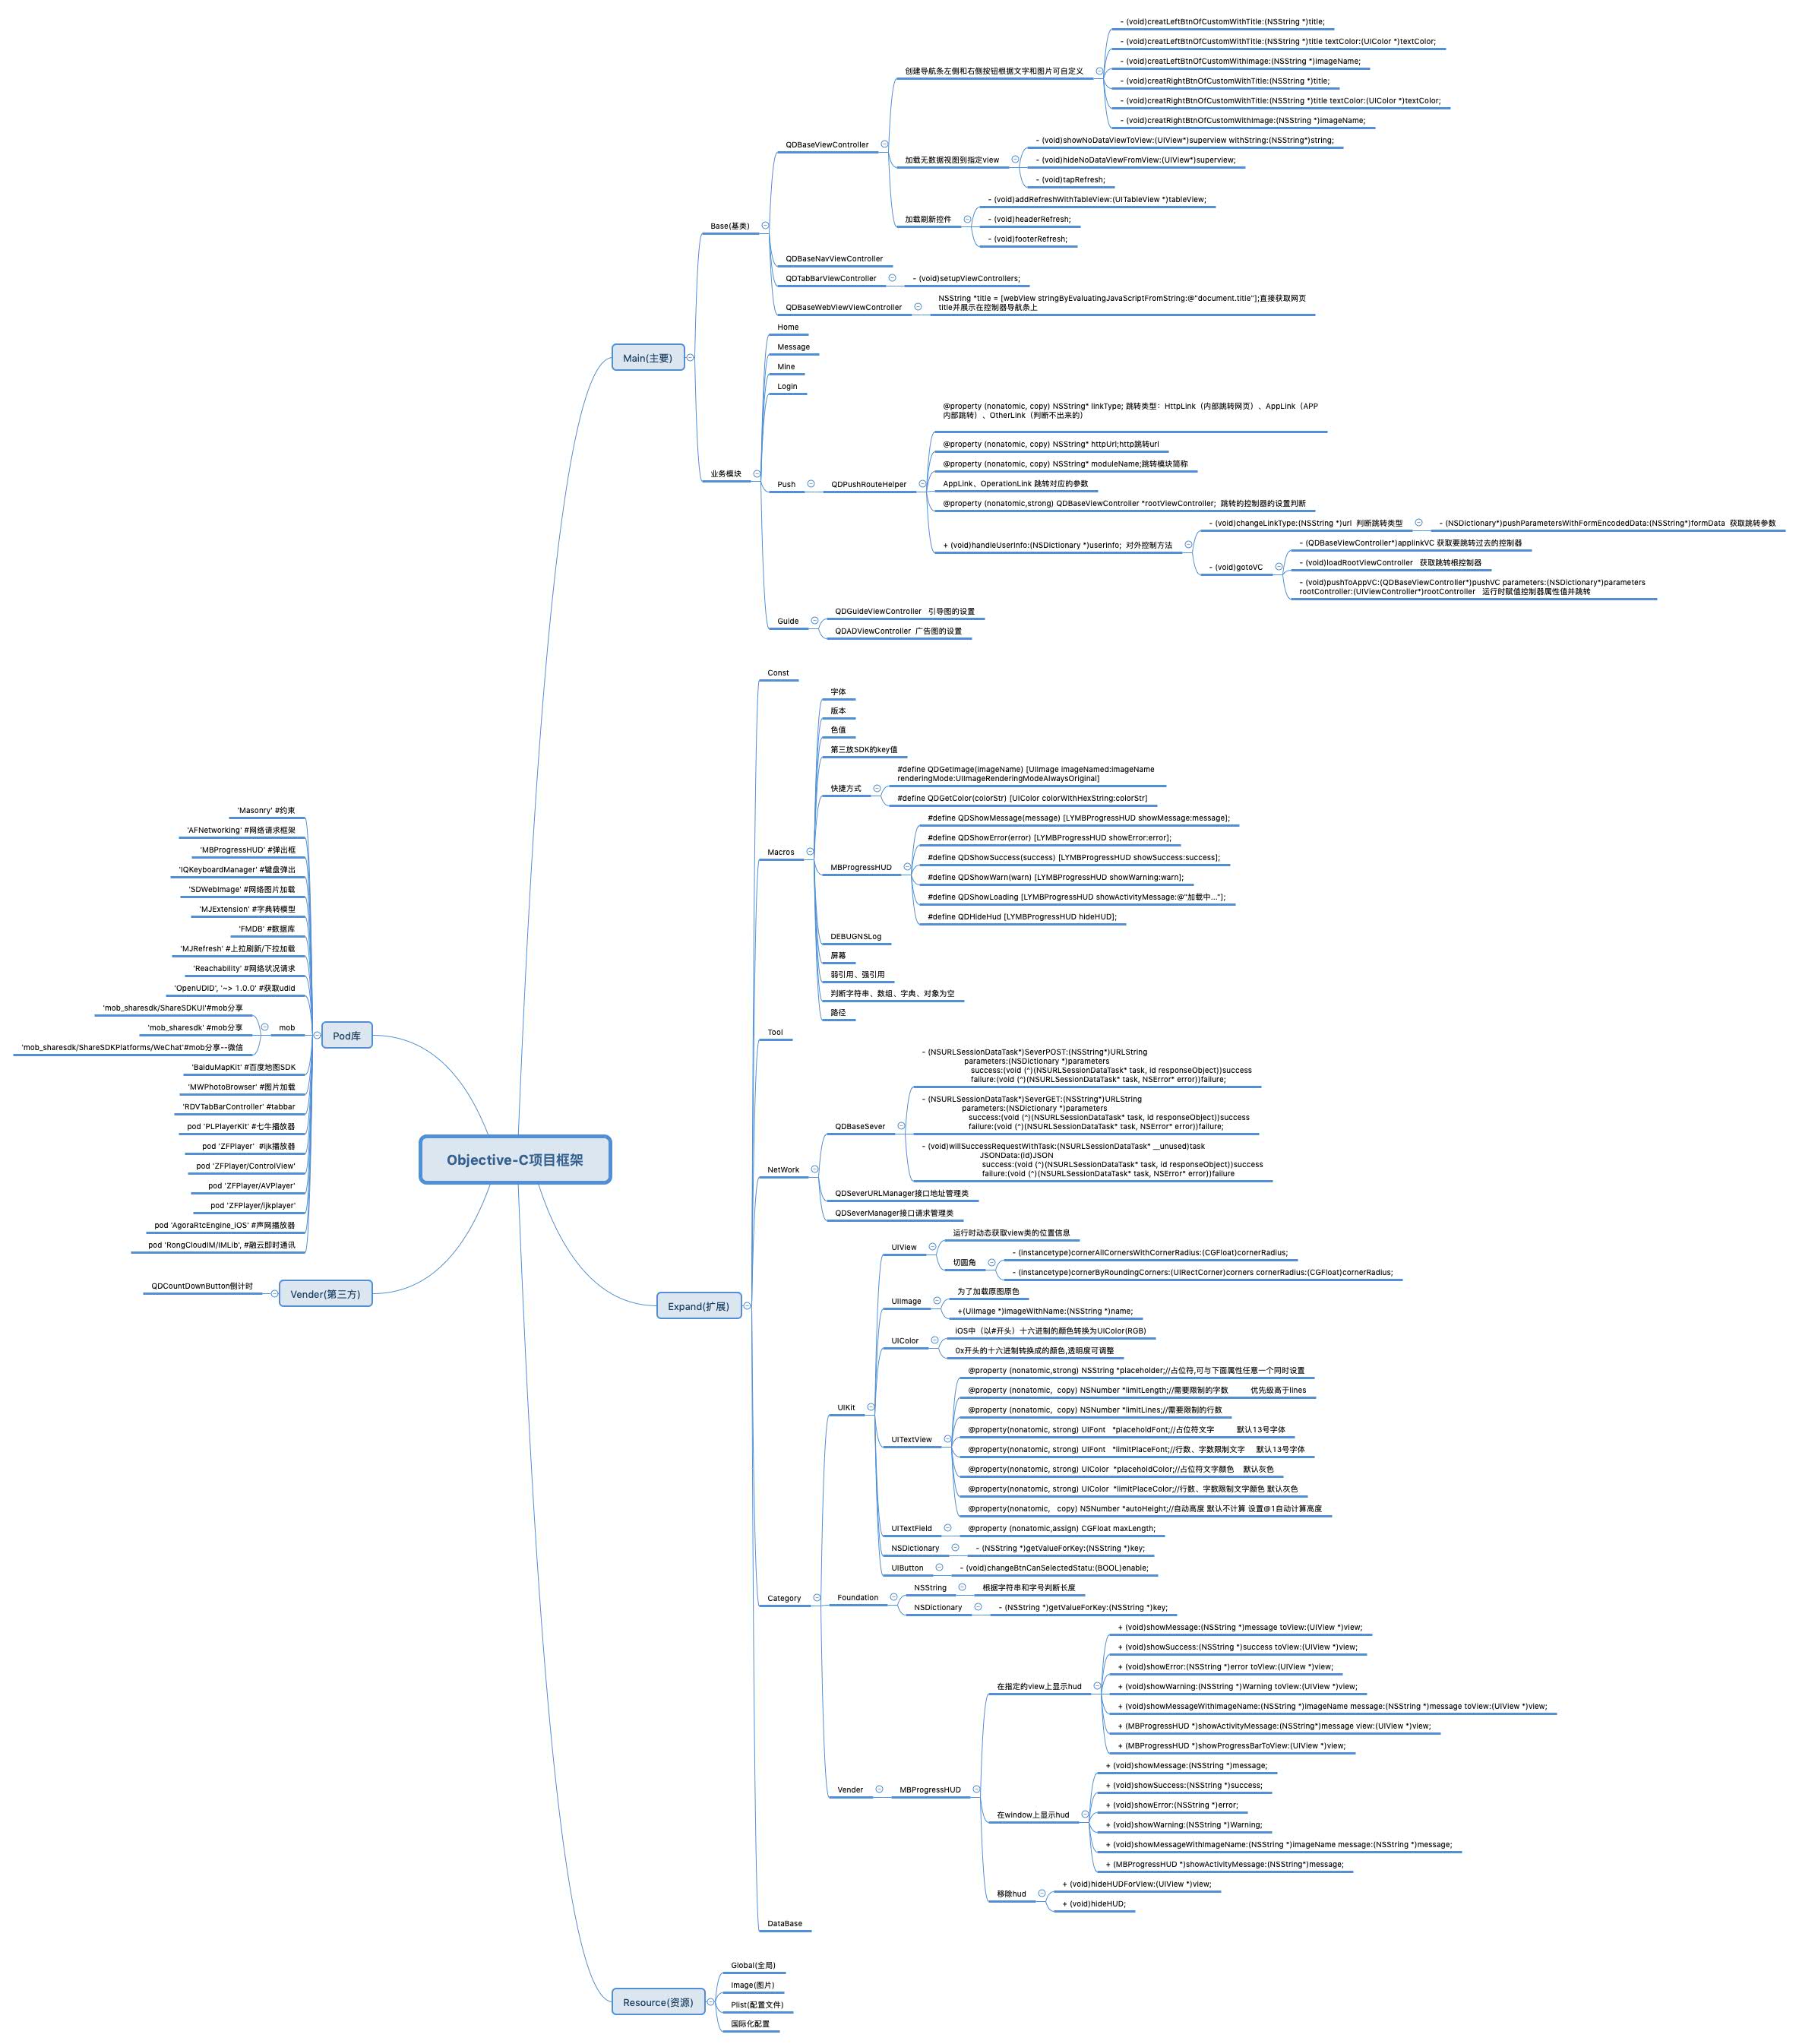 Objective-C项目框架
Main(主要)
Base(基类)
QDBaseViewController
创建导航条左侧和右侧按钮根据文字和图片可自定义
- (void)creatLeftBtnOfCustomWithTitle:(NSString *)title;
- (void)creatLeftBtnOfCustomWithTitle:(NSString *)title textColor:(UIColor *)textColor;
- (void)creatLeftBtnOfCustomWithImage:(NSString *)imageName;
- (void)creatRightBtnOfCustomWithTitle:(NSString *)title;
- (void)creatRightBtnOfCustomWithTitle:(NSString *)title textColor:(UIColor *)textColor;
- (void)creatRightBtnOfCustomWithImage:(NSString *)imageName;
加载无数据视图到指定view
- (void)showNoDataViewToView:(UIView*)superview withString:(NSString*)string;
- (void)hideNoDataViewFromView:(UIView*)superview;
- (void)tapRefresh;
加载刷新控件
- (void)addRefreshWithTableView:(UITableView *)tableView;
- (void)headerRefresh;
- (void)footerRefresh;
QDBaseNavViewController
QDTabBarViewController
- (void)setupViewControllers;
QDBaseWebViewViewController
NSString *title = [webView stringByEvaluatingJavaScriptFromString:@"document.title"];直接获取网页
title并展示在控制器导航条上
业务模块
Home
Message
Mine
Login
Push
QDPushRouteHelper
@property (nonatomic, copy) NSString* linkType; 跳转类型：HttpLink（内部跳转网页）、AppLink（APP
内部跳转）、OtherLink（判断不出来的）
@property (nonatomic, copy) NSString* httpUrl;http跳转url
@property (nonatomic, copy) NSString* moduleName;跳转模块简称
AppLink、OperationLink 跳转对应的参数
@property (nonatomic,strong) QDBaseViewController *rootViewController; 跳转的控制器的设置判断
+ (void)handleUserInfo:(NSDictionary *)userInfo; 对外控制方法
- (void)changeLinkType:(NSString *)url 判断跳转类型
- (NSDictionary*)pushParametersWithFormEncodedData:(NSString*)formData 获取跳转参数
- (void)gotoVC
- (QDBaseViewController*)applinkVC 获取要跳转过去的控制器
- (void)loadRootViewController 获取跳转根控制器
- (void)pushToAppVC:(QDBaseViewController*)pushVC parameters:(NSDictionary*)parameters
rootController:(UIViewController*)rootController 运行时赋值控制器属性值并跳转
Guide
QDGuideViewController 引导图的设置
QDADViewController 广告图的设置
Expand(扩展)
Const
Macros
字体
版本
色值
第三放SDK的key值
快捷方式
#define QDGetImage(imageName) [UIImage imageNamed:imageName
renderingMode:UIImageRenderingModeAlwaysOriginal]
#define QDGetColor(colorStr) [UIColor colorWithHexString:colorStr]
MBProgressHUD
#define QDShowMessage(message) [LYMBProgressHUD showMessage:message];
#define QDShowError(error) [LYMBProgressHUD showError:error];
#define QDShowSuccess(success) [LYMBProgressHUD showSuccess:success];
#define QDShowWarn(warn) [LYMBProgressHUD showWarning:warn];
#define QDShowLoading [LYMBProgressHUD showActivityMessage:@"加载中..."];
#define QDHideHud [LYMBProgressHUD hideHUD];
DEBUGNSLog
屏幕
弱引用、强引用
判断字符串、数组、字典、对象为空
路径
Tool
NetWork
QDBaseSever
- (NSURLSessionDataTask*)SeverPOST:(NSString*)URLString
parameters:(NSDictionary *)parameters
success:(void (^)(NSURLSessionDataTask* task, id responseObject))success
failure:(void (^)(NSURLSessionDataTask* task, NSError* error))failure;
- (NSURLSessionDataTask*)SeverGET:(NSString*)URLString
parameters:(NSDictionary *)parameters
success:(void (^)(NSURLSessionDataTask* task, id responseObject))success
failure:(void (^)(NSURLSessionDataTask* task, NSError* error))failure;
- (void)willSuccessRequestWithTask:(NSURLSessionDataTask* __unused)task
JSONData:(id)JSON
success:(void (^)(NSURLSessionDataTask* task, id responseObject))success
failure:(void (^)(NSURLSessionDataTask* task, NSError* error))failure
QDSeverURLManager接口地址管理类
QDSeverManager接口请求管理类
Category
UIKit
UIView
运行时动态获取view类的位置信息
切圆角
- (instancetype)cornerAllCornersWithCornerRadius:(CGFloat)cornerRadius;
- (instancetype)cornerByRoundingCorners:(UIRectCorner)corners cornerRadius:(CGFloat)cornerRadius;
UIImage
为了加载原图原色
+(UIImage *)imageWithName:(NSString *)name;
UIColor
iOS中（以#开头）十六进制的颜色转换为UIColor(RGB)
0x开头的十六进制转换成的颜色,透明度可调整
UITextView
@property (nonatomic,strong) NSString *placeholder;//占位符,可与下面属性任意一个同时设置
@property (nonatomic, copy) NSNumber *limitLength;//需要限制的字数 优先级高于lines
@property (nonatomic, copy) NSNumber *limitLines;//需要限制的行数
@property(nonatomic, strong) UIFont *placeholdFont;//占位符文字 默认13号字体
@property(nonatomic, strong) UIFont *limitPlaceFont;//行数、字数限制文字 默认13号字体
@property(nonatomic, strong) UIColor *placeholdColor;//占位符文字颜色 默认灰色
@property(nonatomic, strong) UIColor *limitPlaceColor;//行数、字数限制文字颜色 默认灰色
@property(nonatomic, copy) NSNumber *autoHeight;//自动高度 默认不计算 设置@1自动计算高度
UITextField
@property (nonatomic,assign) CGFloat maxLength;
NSDictionary
- (NSString *)getValueForKey:(NSString *)key;
UIButton
- (void)changeBtnCanSelectedStatu:(BOOL)enable;
Foundation
NSString
根据字符串和字号判断长度
NSDictionary
- (NSString *)getValueForKey:(NSString *)key;
Vender
MBProgressHUD
在指定的view上显示hud
+ (void)showMessage:(NSString *)message toView:(UIView *)view;
+ (void)showSuccess:(NSString *)success toView:(UIView *)view;
+ (void)showError:(NSString *)error toView:(UIView *)view;
+ (void)showWarning:(NSString *)Warning toView:(UIView *)view;
+ (void)showMessageWithImageName:(NSString *)imageName message:(NSString *)message toView:(UIView *)view;
+ (MBProgressHUD *)showActivityMessage:(NSString*)message view:(UIView *)view;
+ (MBProgressHUD *)showProgressBarToView:(UIView *)view;
在window上显示hud
+ (void)showMessage:(NSString *)message;
+ (void)showSuccess:(NSString *)success;
+ (void)showError:(NSString *)error;
+ (void)showWarning:(NSString *)Warning;
+ (void)showMessageWithImageName:(NSString *)imageName message:(NSString *)message;
+ (MBProgressHUD *)showActivityMessage:(NSString*)message;
移除hud
+ (void)hideHUDForView:(UIView *)view;
+ (void)hideHUD;
DataBase
Resource(资源)
Global(全局)
Image(图片)
Plist(配置文件)
国际化配置
Pod库
'Masonry' #约束
'AFNetworking' #网络请求框架
'MBProgressHUD' #弹出框
'IQKeyboardManager' #键盘弹出
'SDWebImage' #网络图片加载
'MJExtension' #字典转模型
'FMDB' #数据库
'MJRefresh' #上拉刷新/下拉加载
'Reachability' #网络状况请求
'OpenUDID', '~> 1.0.0' #获取udid
mob
'mob_sharesdk/ShareSDKUI'#mob分享
'mob_sharesdk' #mob分享
'mob_sharesdk/ShareSDKPlatforms/WeChat'#mob分享--微信
'BaiduMapKit' #百度地图SDK
'MWPhotoBrowser' #图片加载
'RDVTabBarController' #tabbar
pod 'PLPlayerKit' #七牛播放器
pod 'ZFPlayer' #ijk播放器
pod 'ZFPlayer/ControlView'
pod 'ZFPlayer/AVPlayer'
pod 'ZFPlayer/ijkplayer'
pod 'AgoraRtcEngine_iOS' #声网播放器
pod 'RongCloudIM/IMLib', #融云即时通讯
Vender(第三方)
QDCountDownButton倒计时